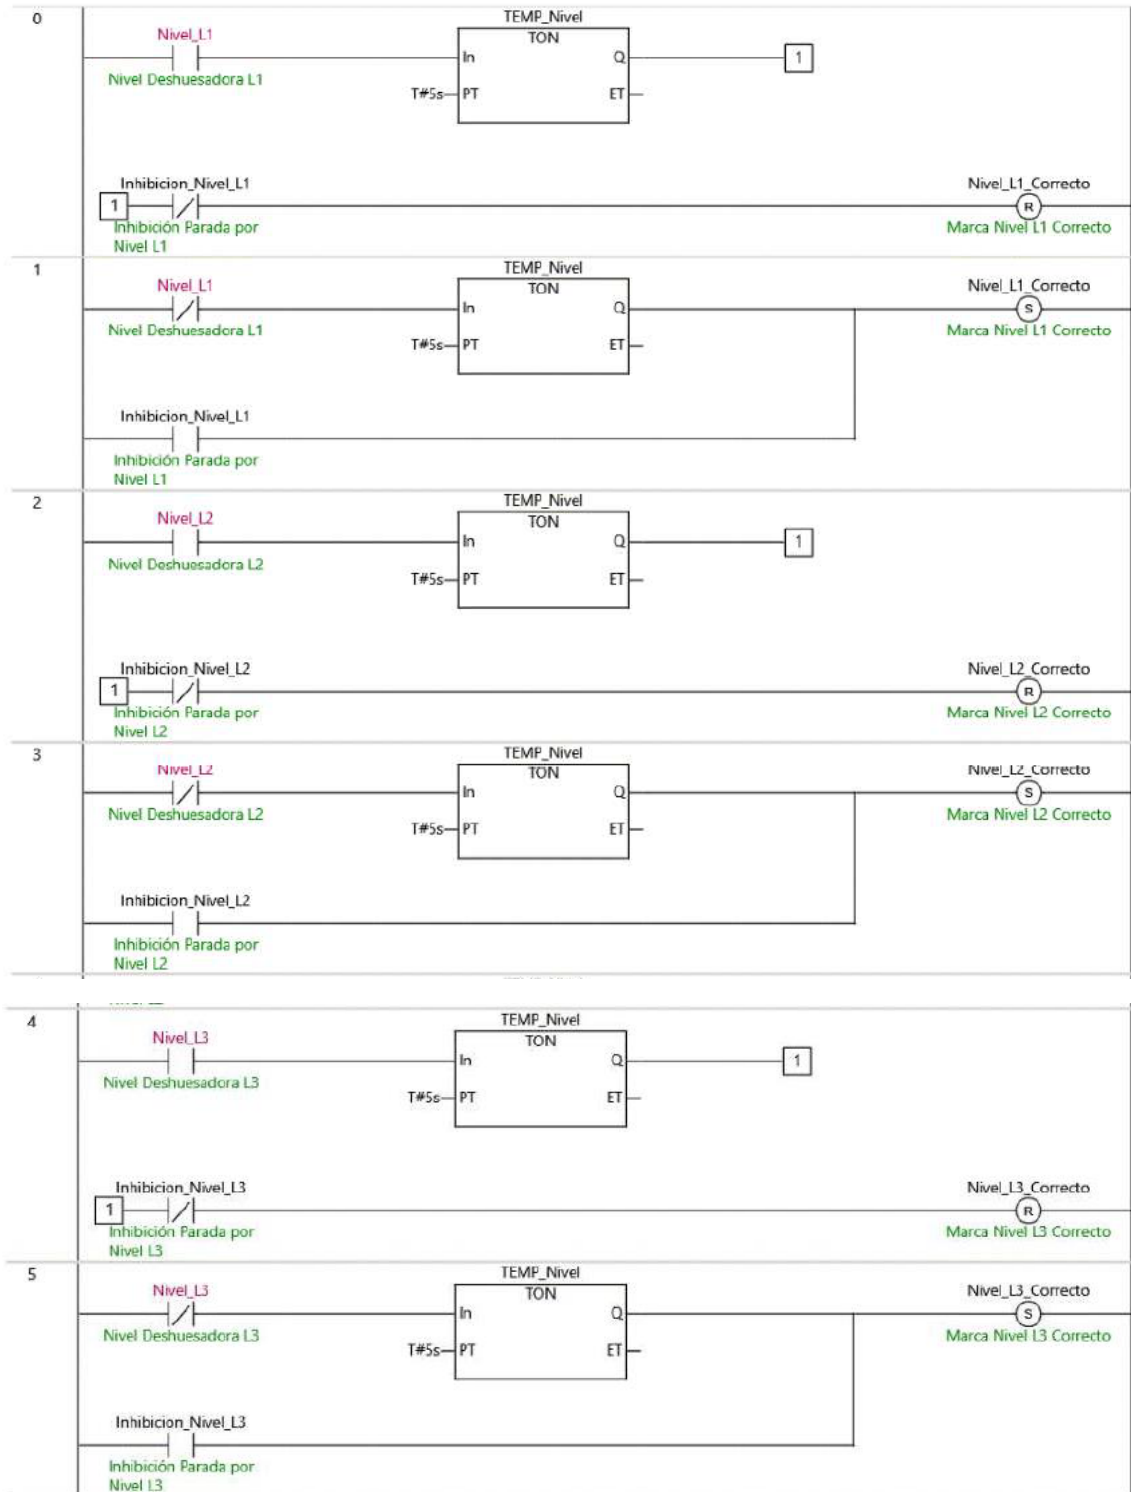 0
TEMP_Nivel
Nivel_L1
TON
In
Q
1
Nivel Deshuesadora L1
T#5s
PT
ET
Inhibicion_Nivel_L1
Nivel_L1_Correcto
1
R
Inhibición Parada por
Nivel L1
Marca Nivel L1 Correcto
1
TEMP_Nivel
Nivel_L1
TON
Nivel_L1_Correcto
In
Q
S
Nivel Deshuesadora L1
Marca Nivel L1 Correcto
T#5s
PT
ET
Inhibicion_Nivel_L1
Inhibición Parada por
Nivel L1
2
TEMP_Nivel
Nivel_L2
TON
In
Q
1
Nivel Deshuesadora L2
T#5s
PT
ET
Inhibicion_Nivel_L2
Nivel_L2_Correcto
1
R
Inhibición Parada por
Nivel L2
Marca Nivel L2 Correcto
3
TEMP_Nivel
Nivel_L2
TON
Nivel_L2_Correcto
In
Q
S
Nivel Deshuesadora L2
Marca Nivel L2 Correcto
T#5s
PT
ET
Inhibicion_Nivel_L2
Inhibición Parada por
Nivel L2
4
TEMP_Nivel
Nivel_L3
TON
In
Q
1
Nivel Deshuesadora L3
T#5s
PT
ET
Inhibicion_Nivel_L3
Nivel_L3_Correcto
1
R
Inhibición Parada por
Nivel L3
Marca Nivel L3 Correcto
5
TEMP_Nivel
Nivel_L3
TON
Nivel_L3_Correcto
In
Q
S
Nivel Deshuesadora L3
Marca Nivel L3 Correcto
T#5s
PT
ET
Inhibicion_Nivel_L3
Inhibición Parada por
Nivel L3